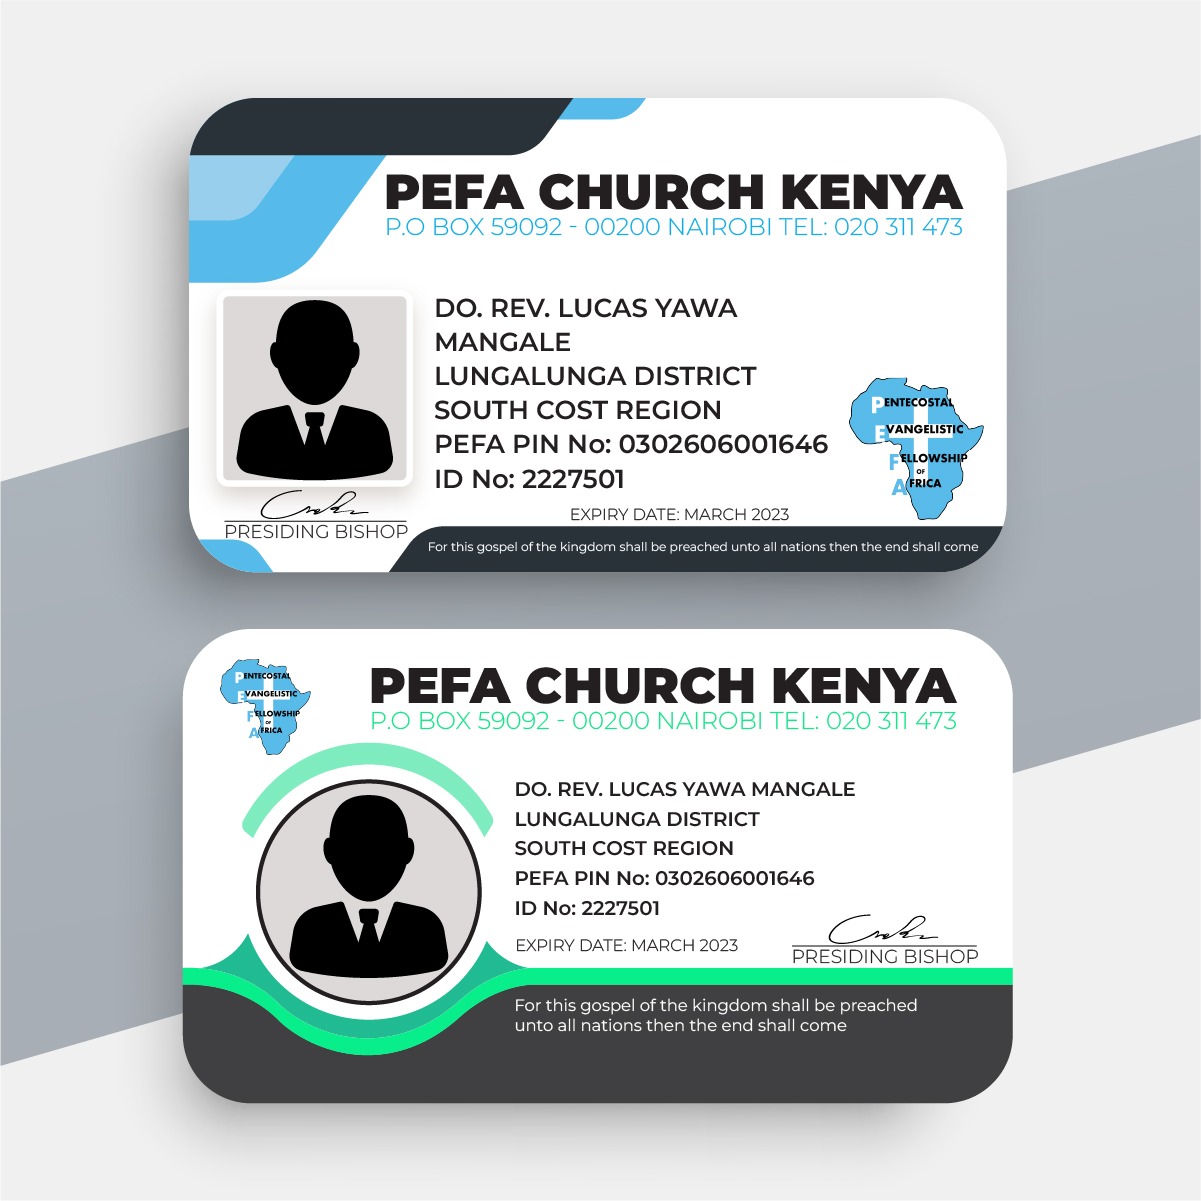 PEFA CHURCH KENYA
P.O BOX 59092 - 00200 NAIROBI TEL: 020 311 473
DO. REV. LUCAS YAWA
MANGALE
LUNGALUNGA DISTRICT
SOUTH COST REGION
PEFA PIN No: 0302606001646
ID No: 2227501
PENTECOSTAL
EVANGELISTIC
FELLOWSHIP
OF
AFRICA
EXPIRY DATE: MARCH 2023
PRESIDING BISHOP
For this gospel of the kingdom shall be preached unto all nations then the end shall come
PENTECOSTAL
EVANGELISTIC
FELLOWSHIP
OF
AFRICA
PEFA CHURCH KENYA
P.O BOX 59092 - 00200 NAIROBI TEL: 020 311 473
DO. REV. LUCAS YAWA MANGALE
LUNGALUNGA DISTRICT
SOUTH COST REGION
PEFA PIN No: 0302606001646
ID No: 2227501
EXPIRY DATE: MARCH 2023
PRESIDING BISHOP
For this gospel of the kingdom shall be preached
unto all nations then the end shall come